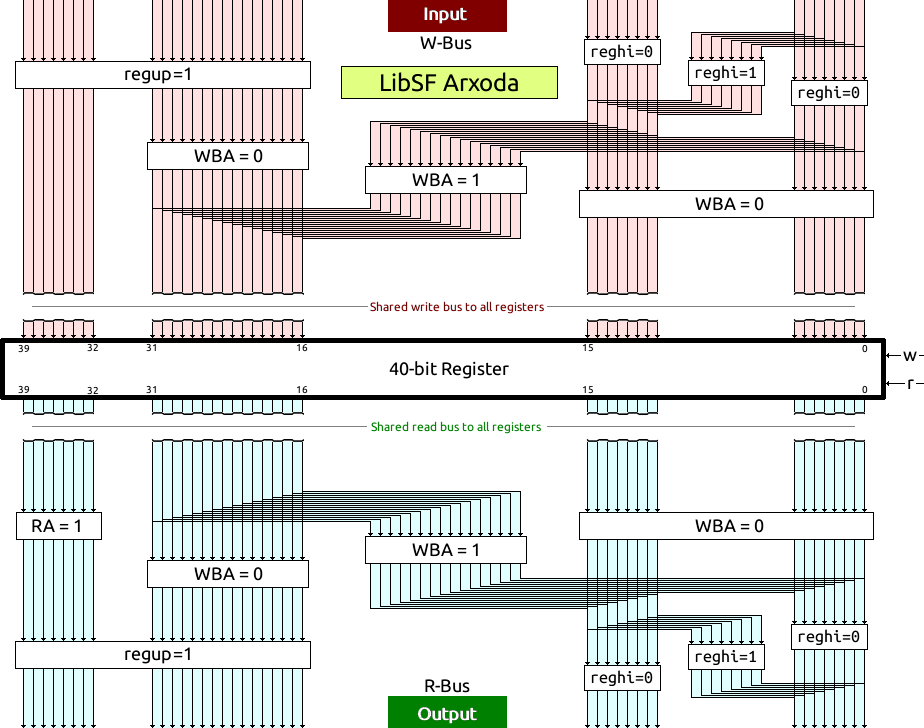 Input
W-Bus
reghi=0
regup=1
reghi=1
LibSF Arxoda
reghi=0
WBA = 0
WBA = 1
WBA = 0
Shared write bus to all registers
39 32 31 16 15 0
w
40-bit Register
r
39 32 31 16 15 0
Shared read bus to all registers
RA = 1
WBA = 0
WBA = 1
WBA = 0
reghi=0
regup=1
reghi=1
reghi=0
R-Bus
Output